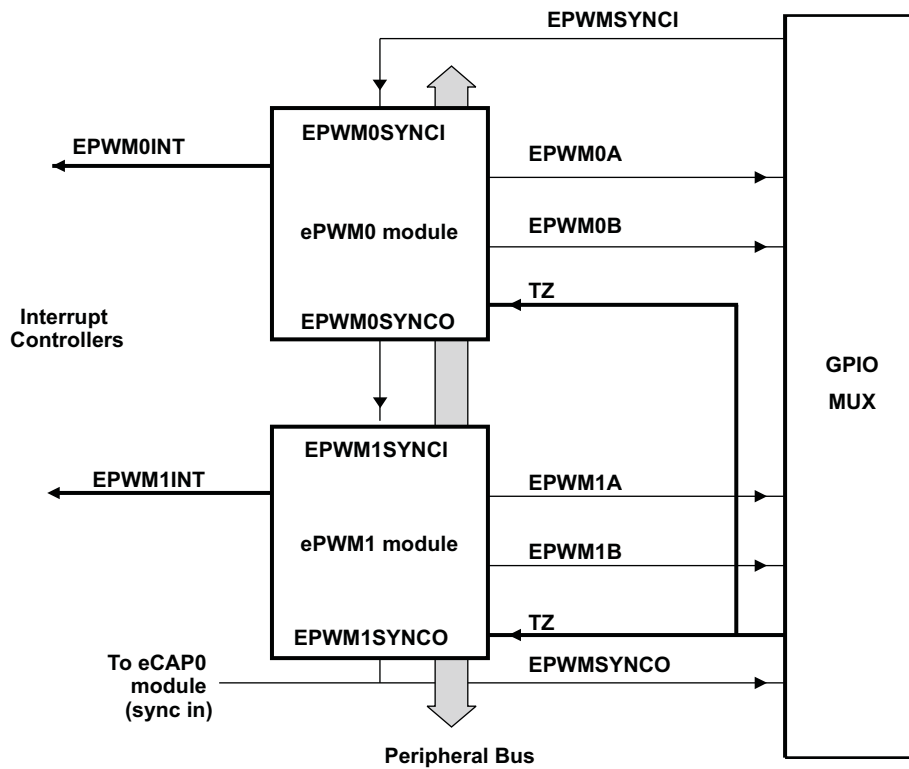 EPWMSYNCI
EPWM0SYNCI
EPWM0INT
EPWM0A
ePWM0 module
EPWM0B
TZ
EPWM0SYNCO
Interrupt
Controllers
GPIO
MUX
EPWM1SYNCI
EPWM1INT
EPWM1A
ePWM1 module
EPWM1B
TZ
EPWM1SYNCO
To eCAP0
module
(sync in)
EPWMSYNCO
Peripheral Bus